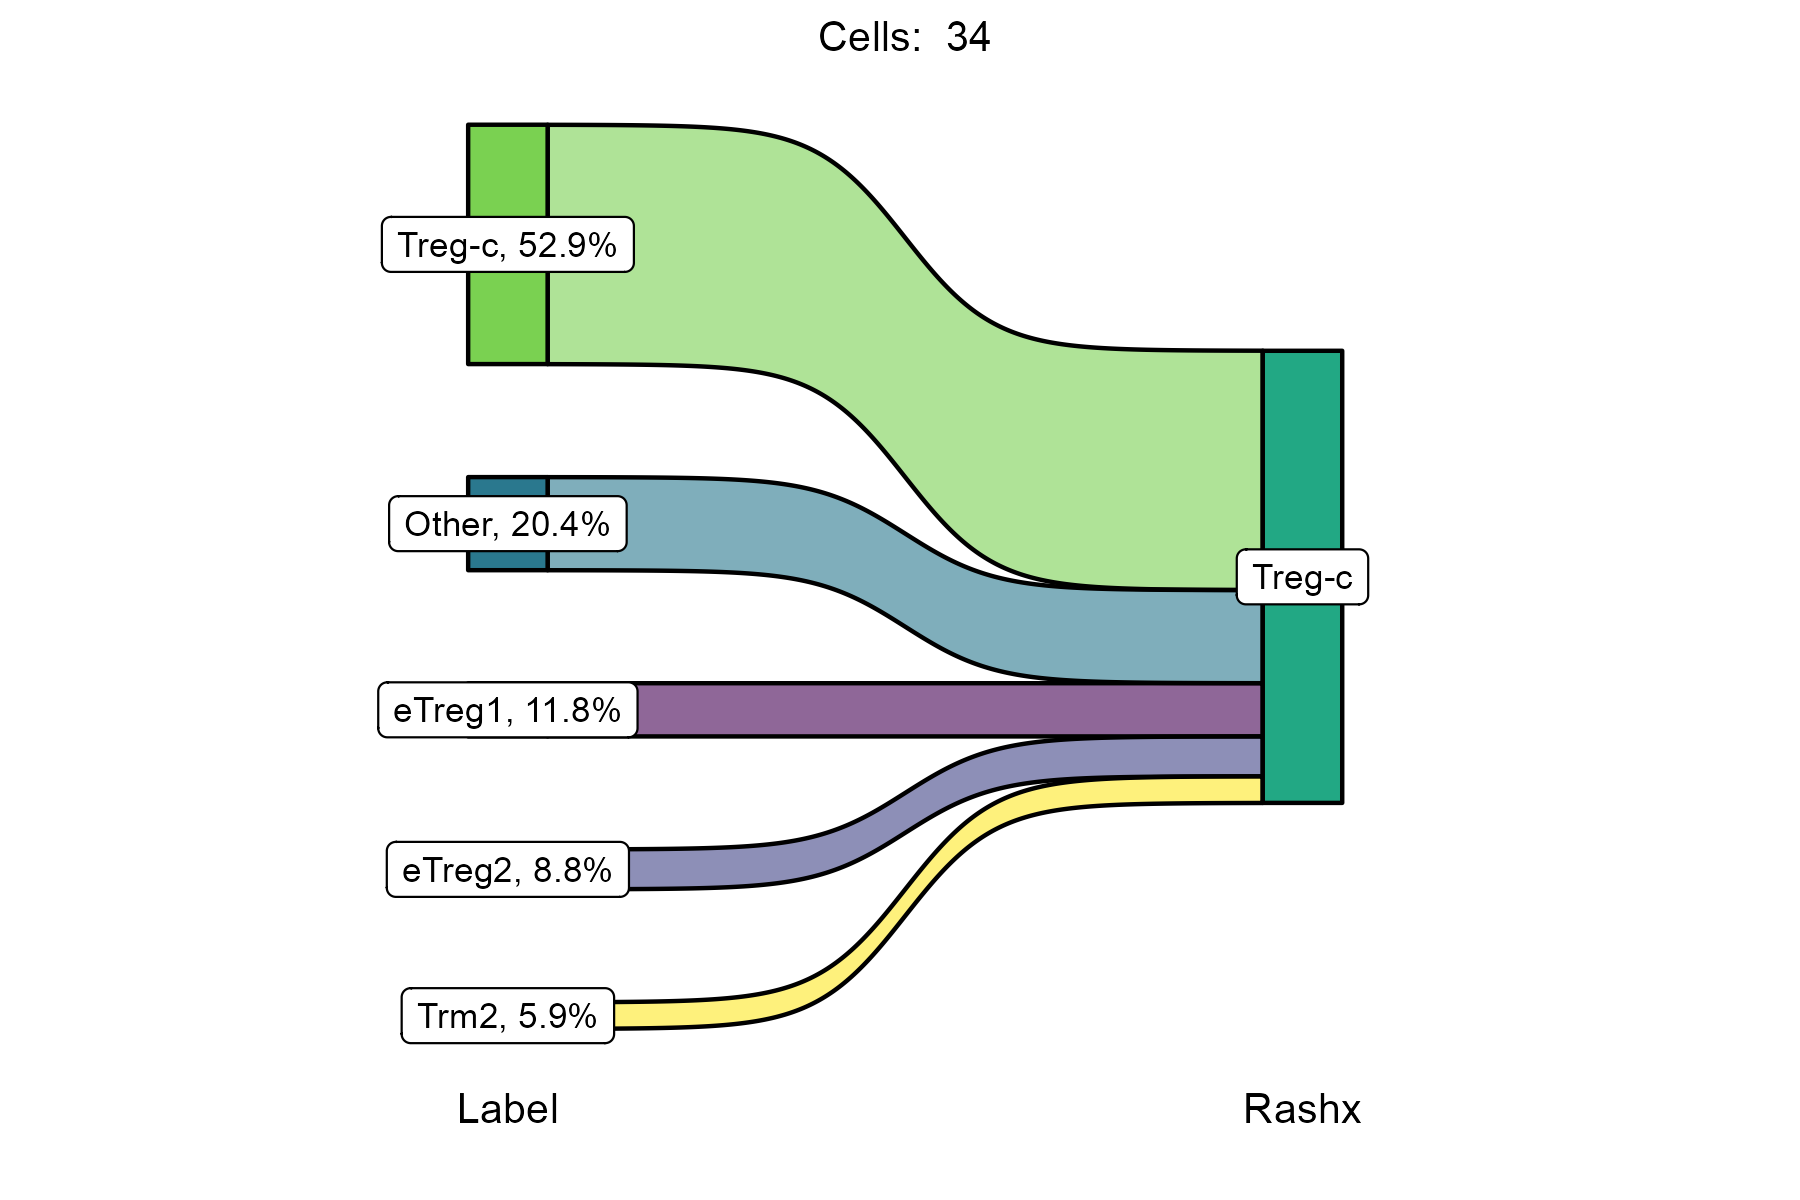 Cells:  34
Treg-c, 52.9%
Other, 20.4%
Treg-c
eTreg1, 11.8%
eTreg2, 8.8%
Trm2, 5.9%
Label
Rashx